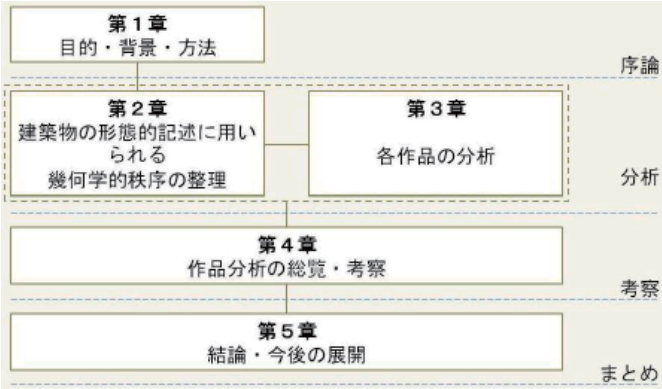 第１章
目的・背景・方法
序論
第２章
建築物の形態的記述に用い
られる
幾何学的秩序の整理
第３章
各作品の分析
分析
第４章
作品分析の総覧・考察
考察
第５章
結論・今後の展開
まとめ